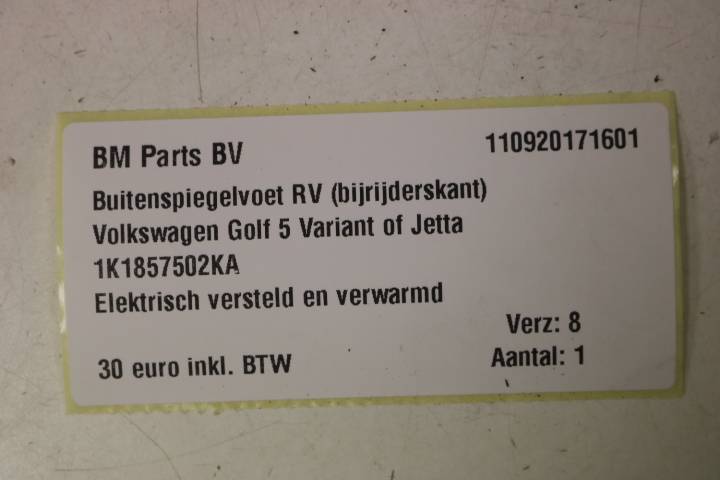 BM Parts BV 110920171601
Buitenspiegelvoet RV (bijrijderskant)
Volkswagen Golf 5 Variant of Jetta
1K1857502KA
Elektrisch versteld en verwarmd
Verz: 8
30 euro inkl. BTW Aantal: 1